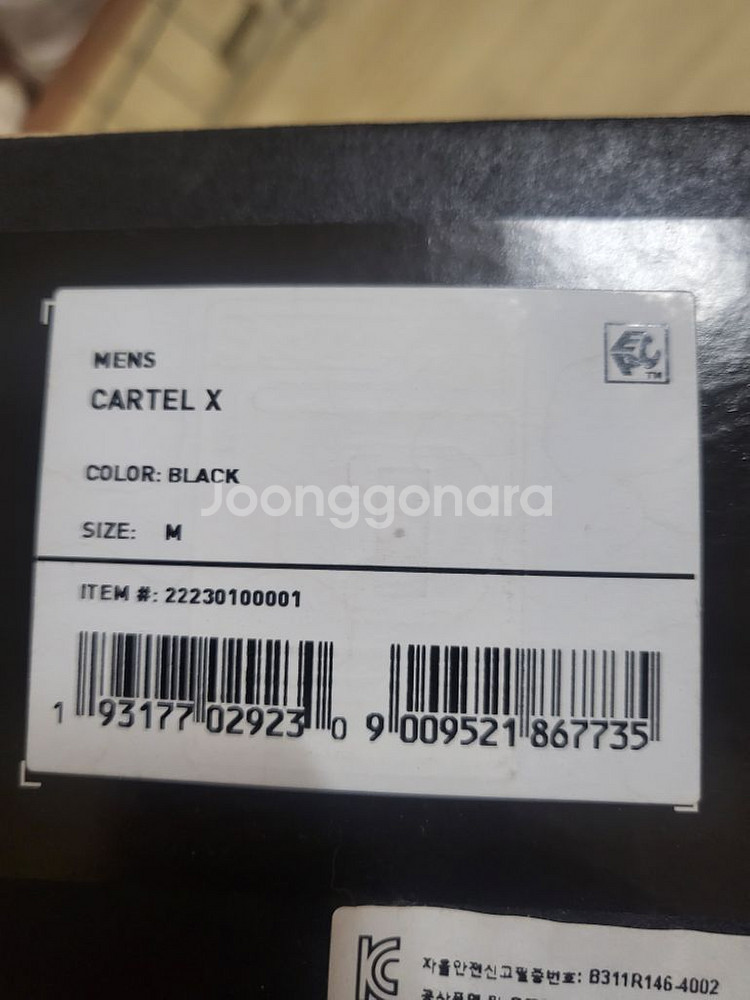 MENS
CARTEL X
COLOR: BLACK
Joonggonara
SIZE: M
ITEM #: 22230100001
1 93177 02923 0
9 009521 867735
자율안전신고필증번호: B311R146-4002